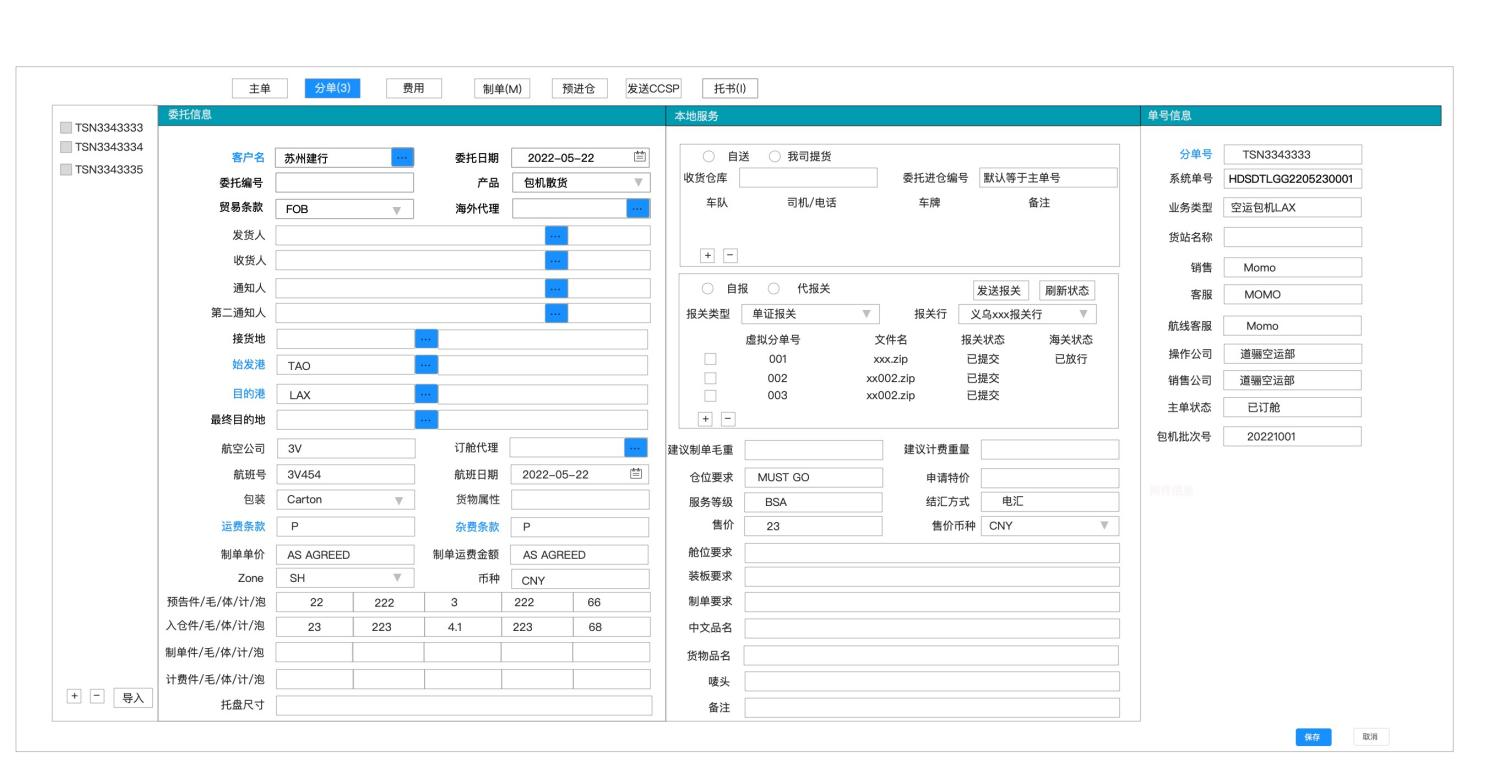 主单 分单(3) 费用 制单(M) 预进仓 发送CCSP 托书(I)
TSN3343333
TSN3343334
TSN3343335
+ − 导入
委托信息
客户名 苏州建行 ... 委托日期 2022-05-22
委托编号 产品 包机散货
贸易条款 FOB 海外代理 ...
发货人 ...
收货人 ...
通知人 ...
第二通知人 ...
接货地 ...
始发港 TAO ...
目的港 LAX ...
最终目的地 ...
航空公司 3V 订舱代理 ...
航班号 3V454 航班日期 2022-05-22
包装 Carton 货物属性
运费条款 P 杂费条款 P
制单单价 AS AGREED 制单运费金额 AS AGREED
Zone SH 币种 CNY
预告件/毛/体/计/泡 22 222 3 222 66
入仓件/毛/体/计/泡 23 223 4.1 223 68
制单件/毛/体/计/泡
计费件/毛/体/计/泡
托盘尺寸
本地服务
自送 我司提货
收货仓库 委托进仓编号 默认等于主单号
车队 司机/电话 车牌 备注
+ −
自报 代报关 发送报关 刷新状态
报关类型 单证报关 报关行 义乌xxx报关行
虚拟分单号 文件名 报关状态 海关状态
001 xxx.zip 已提交 已放行
002 xx002.zip 已提交
003 xx002.zip 已提交
+ −
建议制单毛重 建议计费重量
仓位要求 MUST GO 申请特价
服务等级 BSA 结汇方式 电汇
售价 23 售价币种 CNY
舱位要求
装板要求
制单要求
中文品名
货物品名
唛头
备注
单号信息
分单号 TSN3343333
系统单号 HDSDTLGG2205230001
业务类型 空运包机LAX
货站名称
销售 Momo
客服 MOMO
航线客服 Momo
操作公司 道骊空运部
销售公司 道骊空运部
主单状态 已订舱
包机批次号 20221001
保存 取消